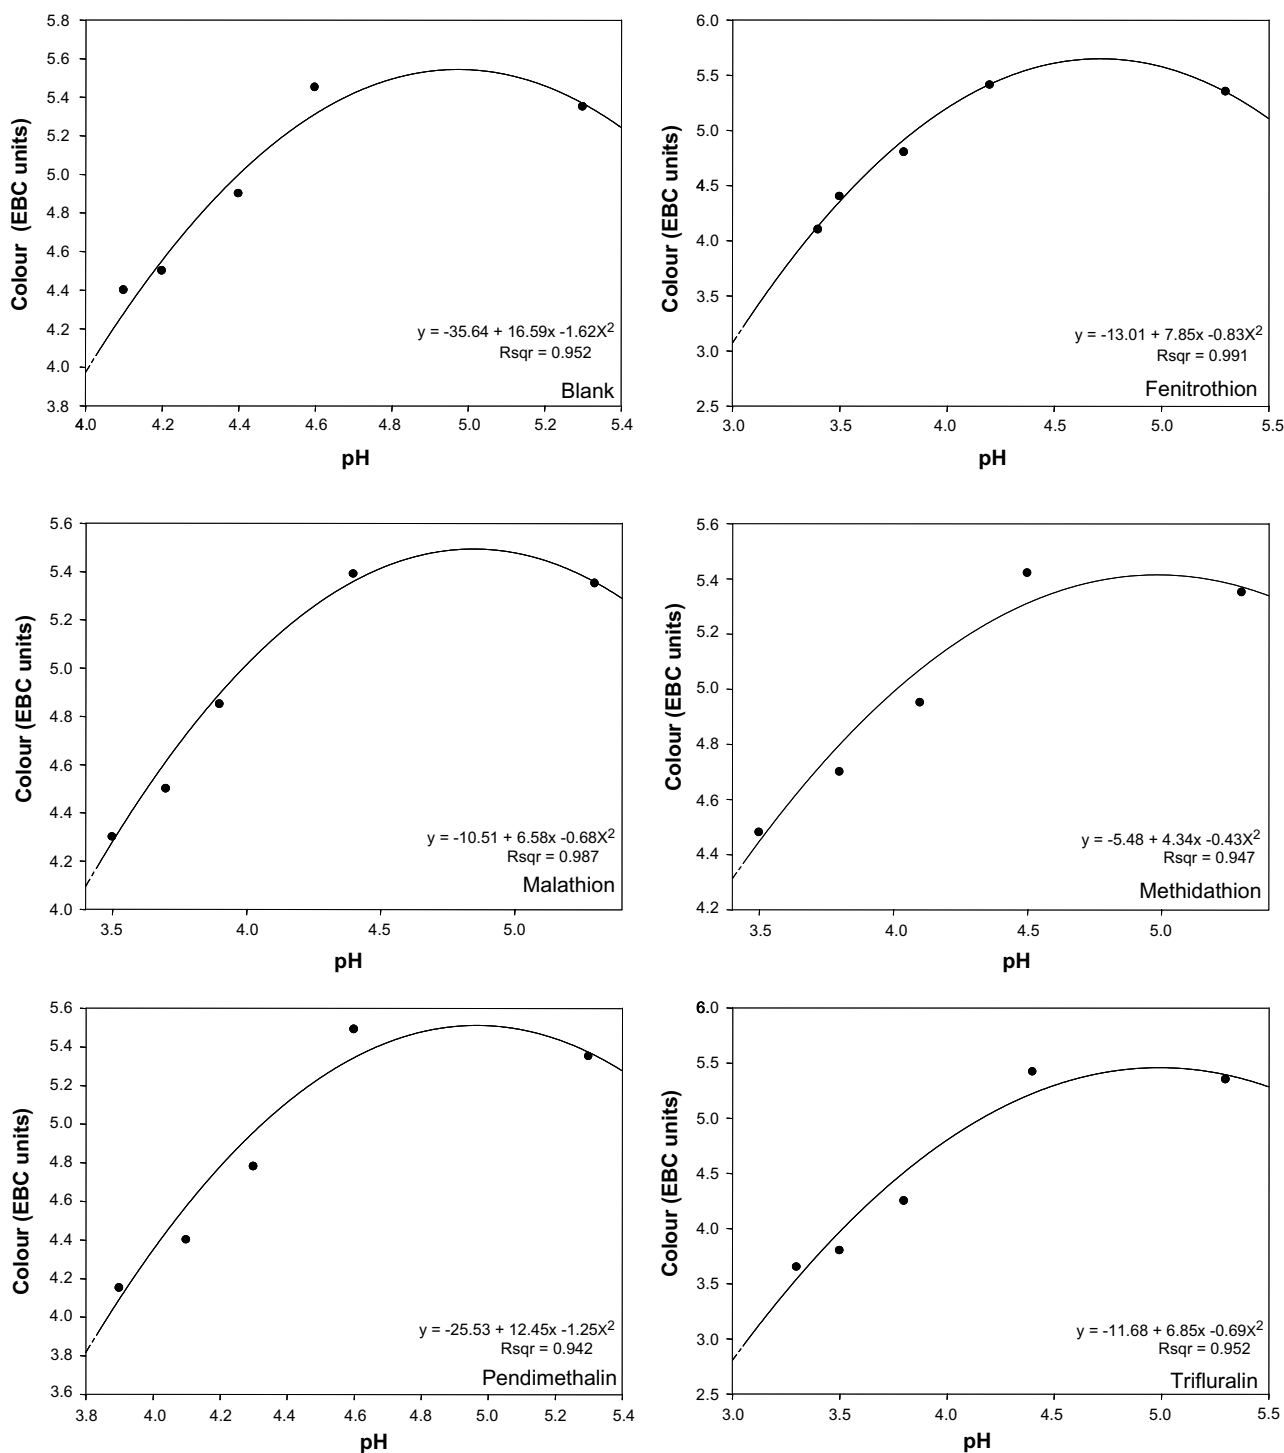 5.8
5.6
5.4
5.2
5.0
4.8
4.6
4.4
4.2
4.0
3.8
Colour (EBC units)
y = -35.64 + 16.59x -1.62X²
Rsqr = 0.952
Blank
4.0 4.2 4.4 4.6 4.8 5.0 5.2 5.4
pH
6.0
5.5
5.0
4.5
4.0
3.5
3.0
2.5
Colour (EBC units)
y = -13.01 + 7.85x -0.83X²
Rsqr = 0.991
Fenitrothion
3.0 3.5 4.0 4.5 5.0 5.5
pH
5.6
5.4
5.2
5.0
4.8
4.6
4.4
4.2
4.0
Colour (EBC units)
y = -10.51 + 6.58x -0.68X²
Rsqr = 0.987
Malathion
3.5 4.0 4.5 5.0
pH
5.6
5.4
5.2
5.0
4.8
4.6
4.4
4.2
Colour (EBC units)
y = -5.48 + 4.34x -0.43X²
Rsqr = 0.947
Methidathion
3.5 4.0 4.5 5.0
pH
5.6
5.4
5.2
5.0
4.8
4.6
4.4
4.2
4.0
3.8
3.6
Colour (EBC units)
y = -25.53 + 12.45x -1.25X²
Rsqr = 0.942
Pendimethalin
3.8 4.0 4.2 4.4 4.6 4.8 5.0 5.2 5.4
pH
6.0
5.5
5.0
4.5
4.0
3.5
3.0
2.5
Colour (EBC units)
y = -11.68 + 6.85x -0.69X²
Rsqr = 0.952
Trifluralin
3.0 3.5 4.0 4.5 5.0 5.5
pH